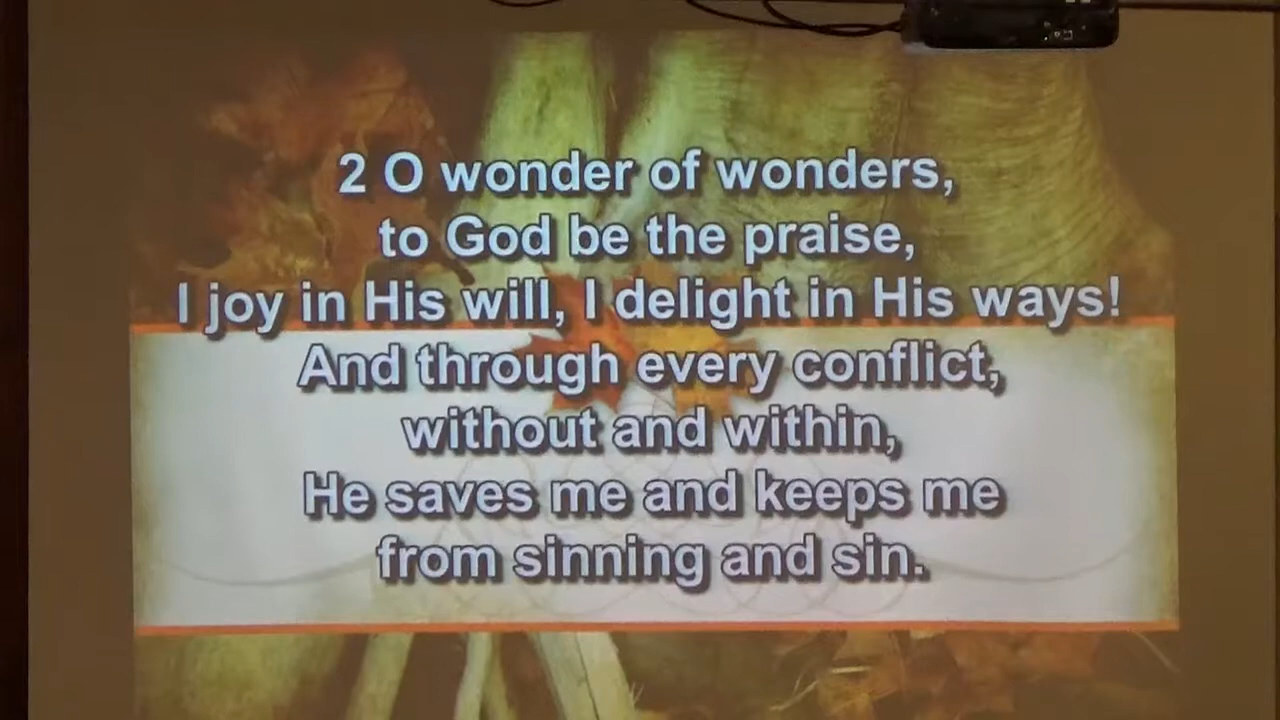 2 O wonder of wonders,
to God be the praise,
I joy in His will, I delight in His ways!
And through every conflict,
without and within,
He saves me and keeps me
from sinning and sin.